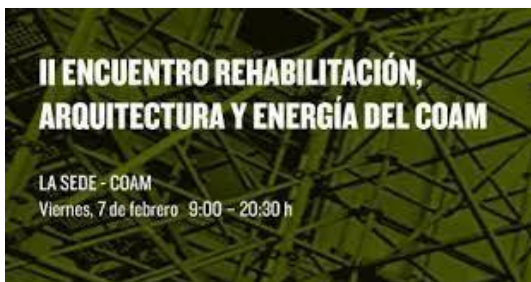 II ENCUENTRO REHABILITACIÓN,
ARQUITECTURA Y ENERGÍA DEL COAM
LA SEDE - COAM
Viernes, 7 de febrero 9:00 – 20:30 h